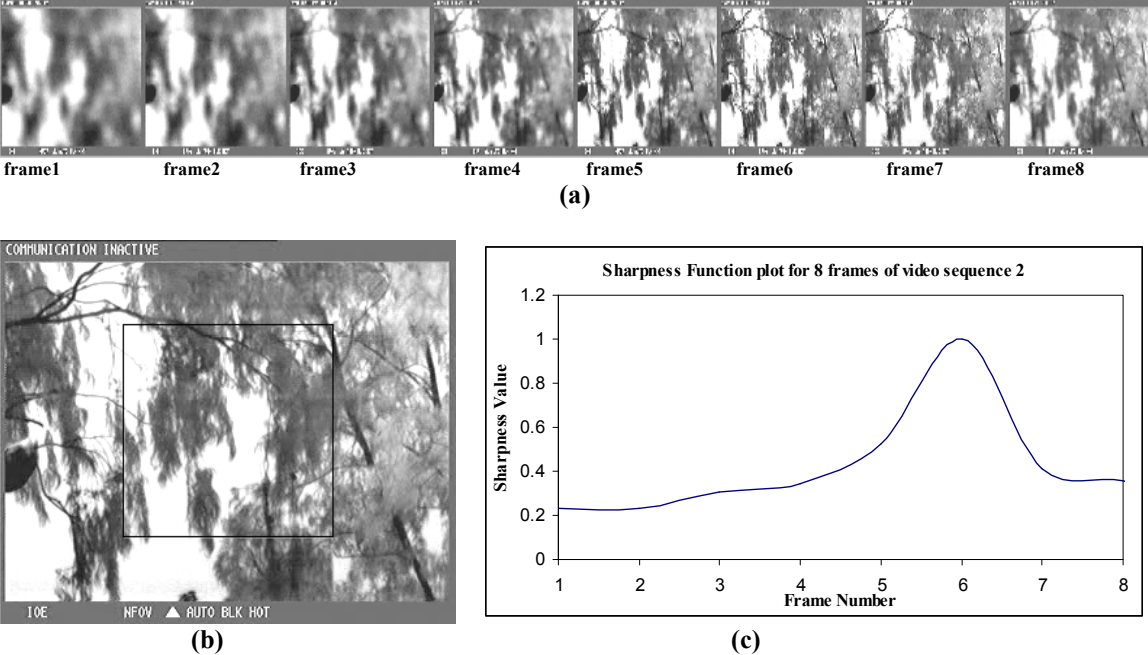 frame1 frame2 frame3 frame4 frame5 frame6 frame7 frame8
(a)
COMMUNICATION INACTIVE
IOE NFOV AUTO BLK HOT
(b)
Sharpness Function plot for 8 frames of video sequence 2
1.2
1
0.8
0.6
0.4
0.2
0
Sharpness Value
1 2 3 4 5 6 7 8
Frame Number
(c)